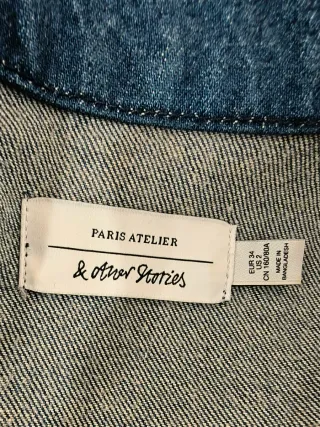 PARIS ATELIER
& other Stories
EUR 34
US 2
CN 160/80A
MADE IN
BANGLADESH